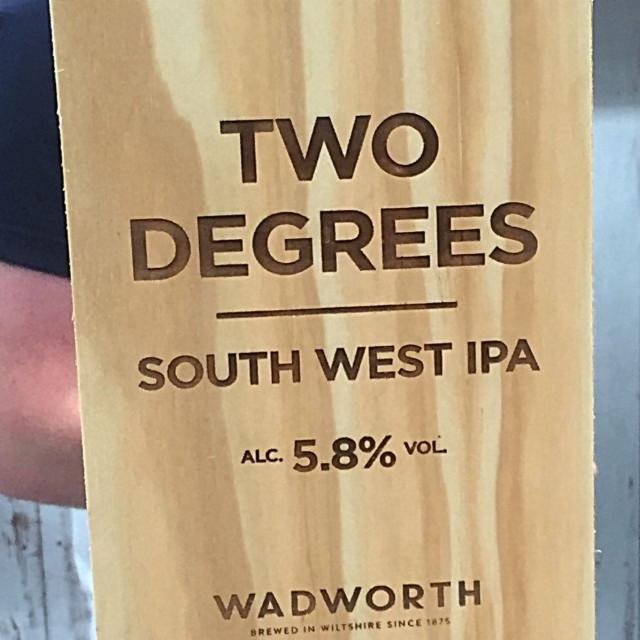 TWO
DEGREES
SOUTH WEST IPA
ALC. 5.8% VOL.
WADWORTH
BREWED IN WILTSHIRE SINCE 1875